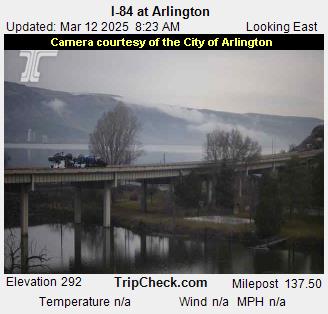 I-84 at Arlington
Updated: Mar 12 2025 8:23 AM Looking East
Camera courtesy of the City of Arlington
Elevation 292 TripCheck.com Milepost 137.50
Temperature n/a Wind n/a MPH n/a